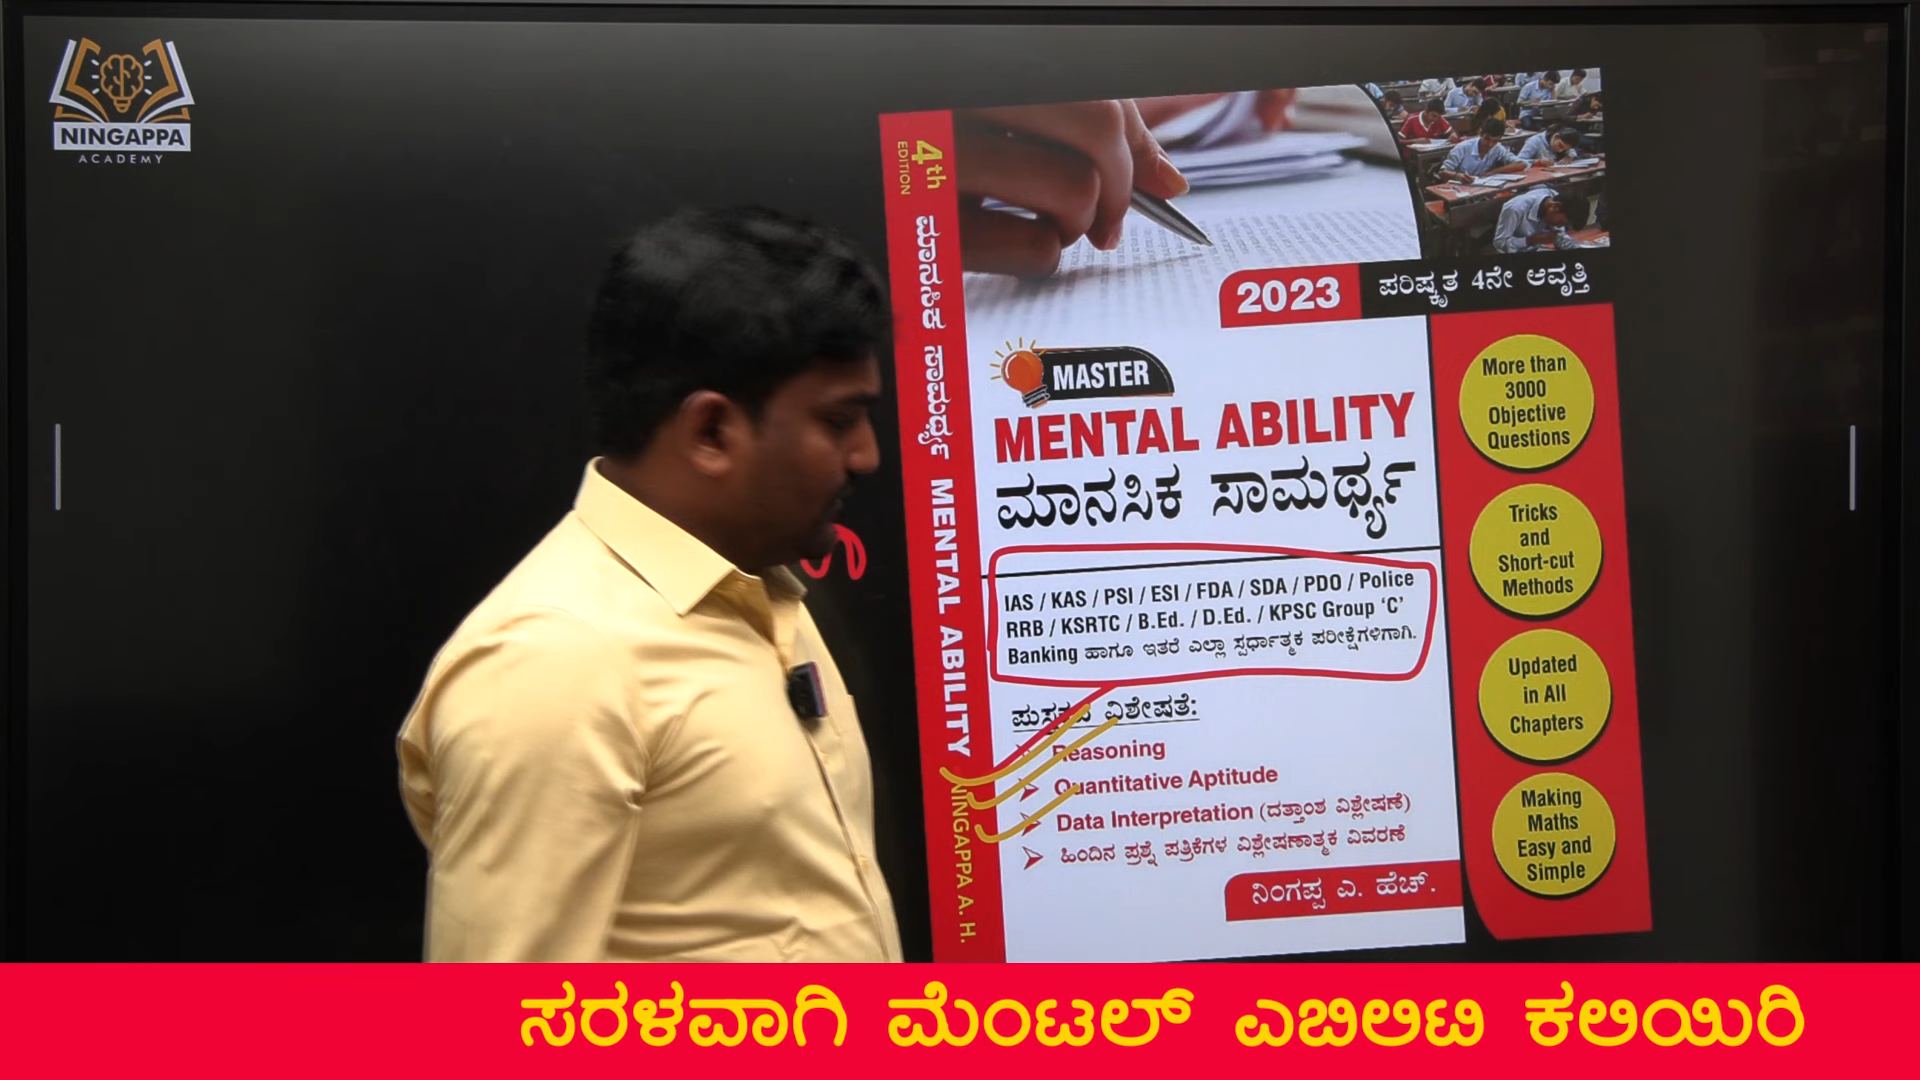 NINGAPPA
ACADEMY
4th
EDITION
ಮಾನಸಿಕ ಸಾಮರ್ಥ್ಯ MENTAL ABILITY
NINGAPPA A. H.
2023 ಪರಿಷ್ಕೃತ 4ನೇ ಆವೃತ್ತಿ
MASTER
MENTAL ABILITY
ಮಾನಸಿಕ ಸಾಮರ್ಥ್ಯ
IAS / KAS / PSI / ESI / FDA / SDA / PDO / Police
RRB / KSRTC / B.Ed. / D.Ed. / KPSC Group ‘C’
Banking ಹಾಗೂ ಇತರೆ ಎಲ್ಲಾ ಸ್ಪರ್ಧಾತ್ಮಕ ಪರೀಕ್ಷೆಗಳಿಗಾಗಿ.
ಪುಸ್ತಕದ ವಿಶೇಷತೆ:
Reasoning
Quantitative Aptitude
Data Interpretation (ದತ್ತಾಂಶ ವಿಶ್ಲೇಷಣೆ)
ಹಿಂದಿನ ಪ್ರಶ್ನೆ ಪತ್ರಿಕೆಗಳ ವಿಶ್ಲೇಷಣಾತ್ಮಕ ವಿವರಣೆ
ನಿಂಗಪ್ಪ ಎ. ಹೆಚ್.
More than
3000
Objective
Questions
Tricks
and
Short-cut
Methods
Updated
in All
Chapters
Making
Maths
Easy and
Simple
ಸರಳವಾಗಿ ಮೆಂಟಲ್ ಎಬಿಲಿಟಿ ಕಲಿಯಿರಿ